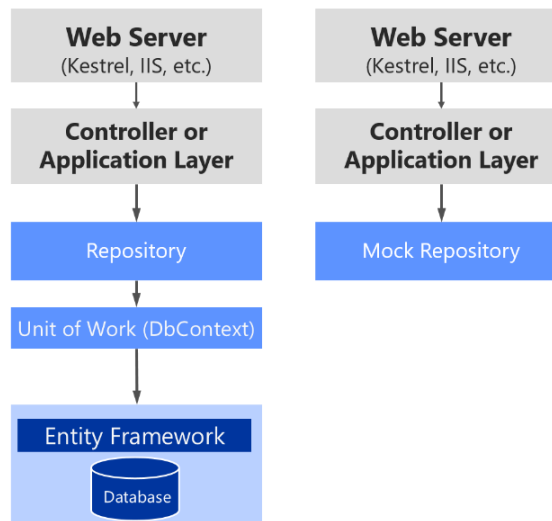 Web Server
(Kestrel, IIS, etc.)
Controller or
Application Layer
Repository
Unit of Work (DbContext)
Entity Framework
Database
Web Server
(Kestrel, IIS, etc.)
Controller or
Application Layer
Mock Repository